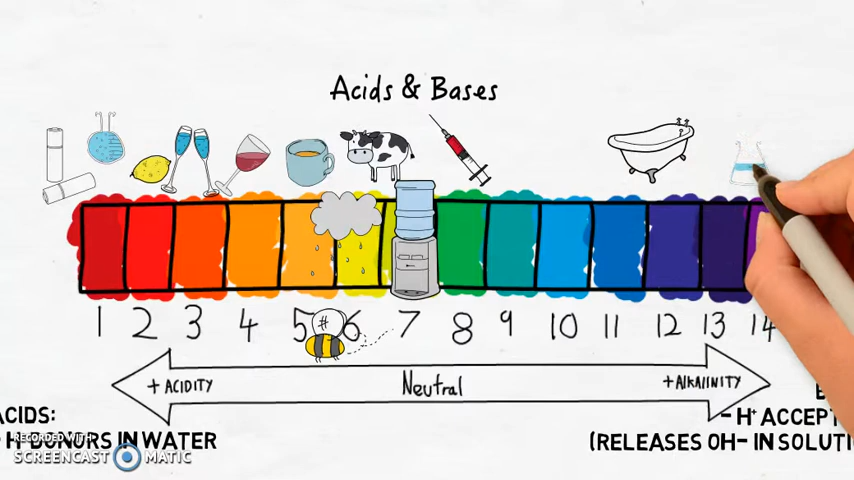 Acids & Bases
1 2 3 4 5 6 7 8 9 10 11 12 13 14
H
+ACIDITY Neutral +ALKALINITY
ACIDS:
H DONORS IN WATER
- H+ ACCEPT
(RELEASES OH- IN SOLUTI
RECORDED WITH
SCREENCAST MATIC